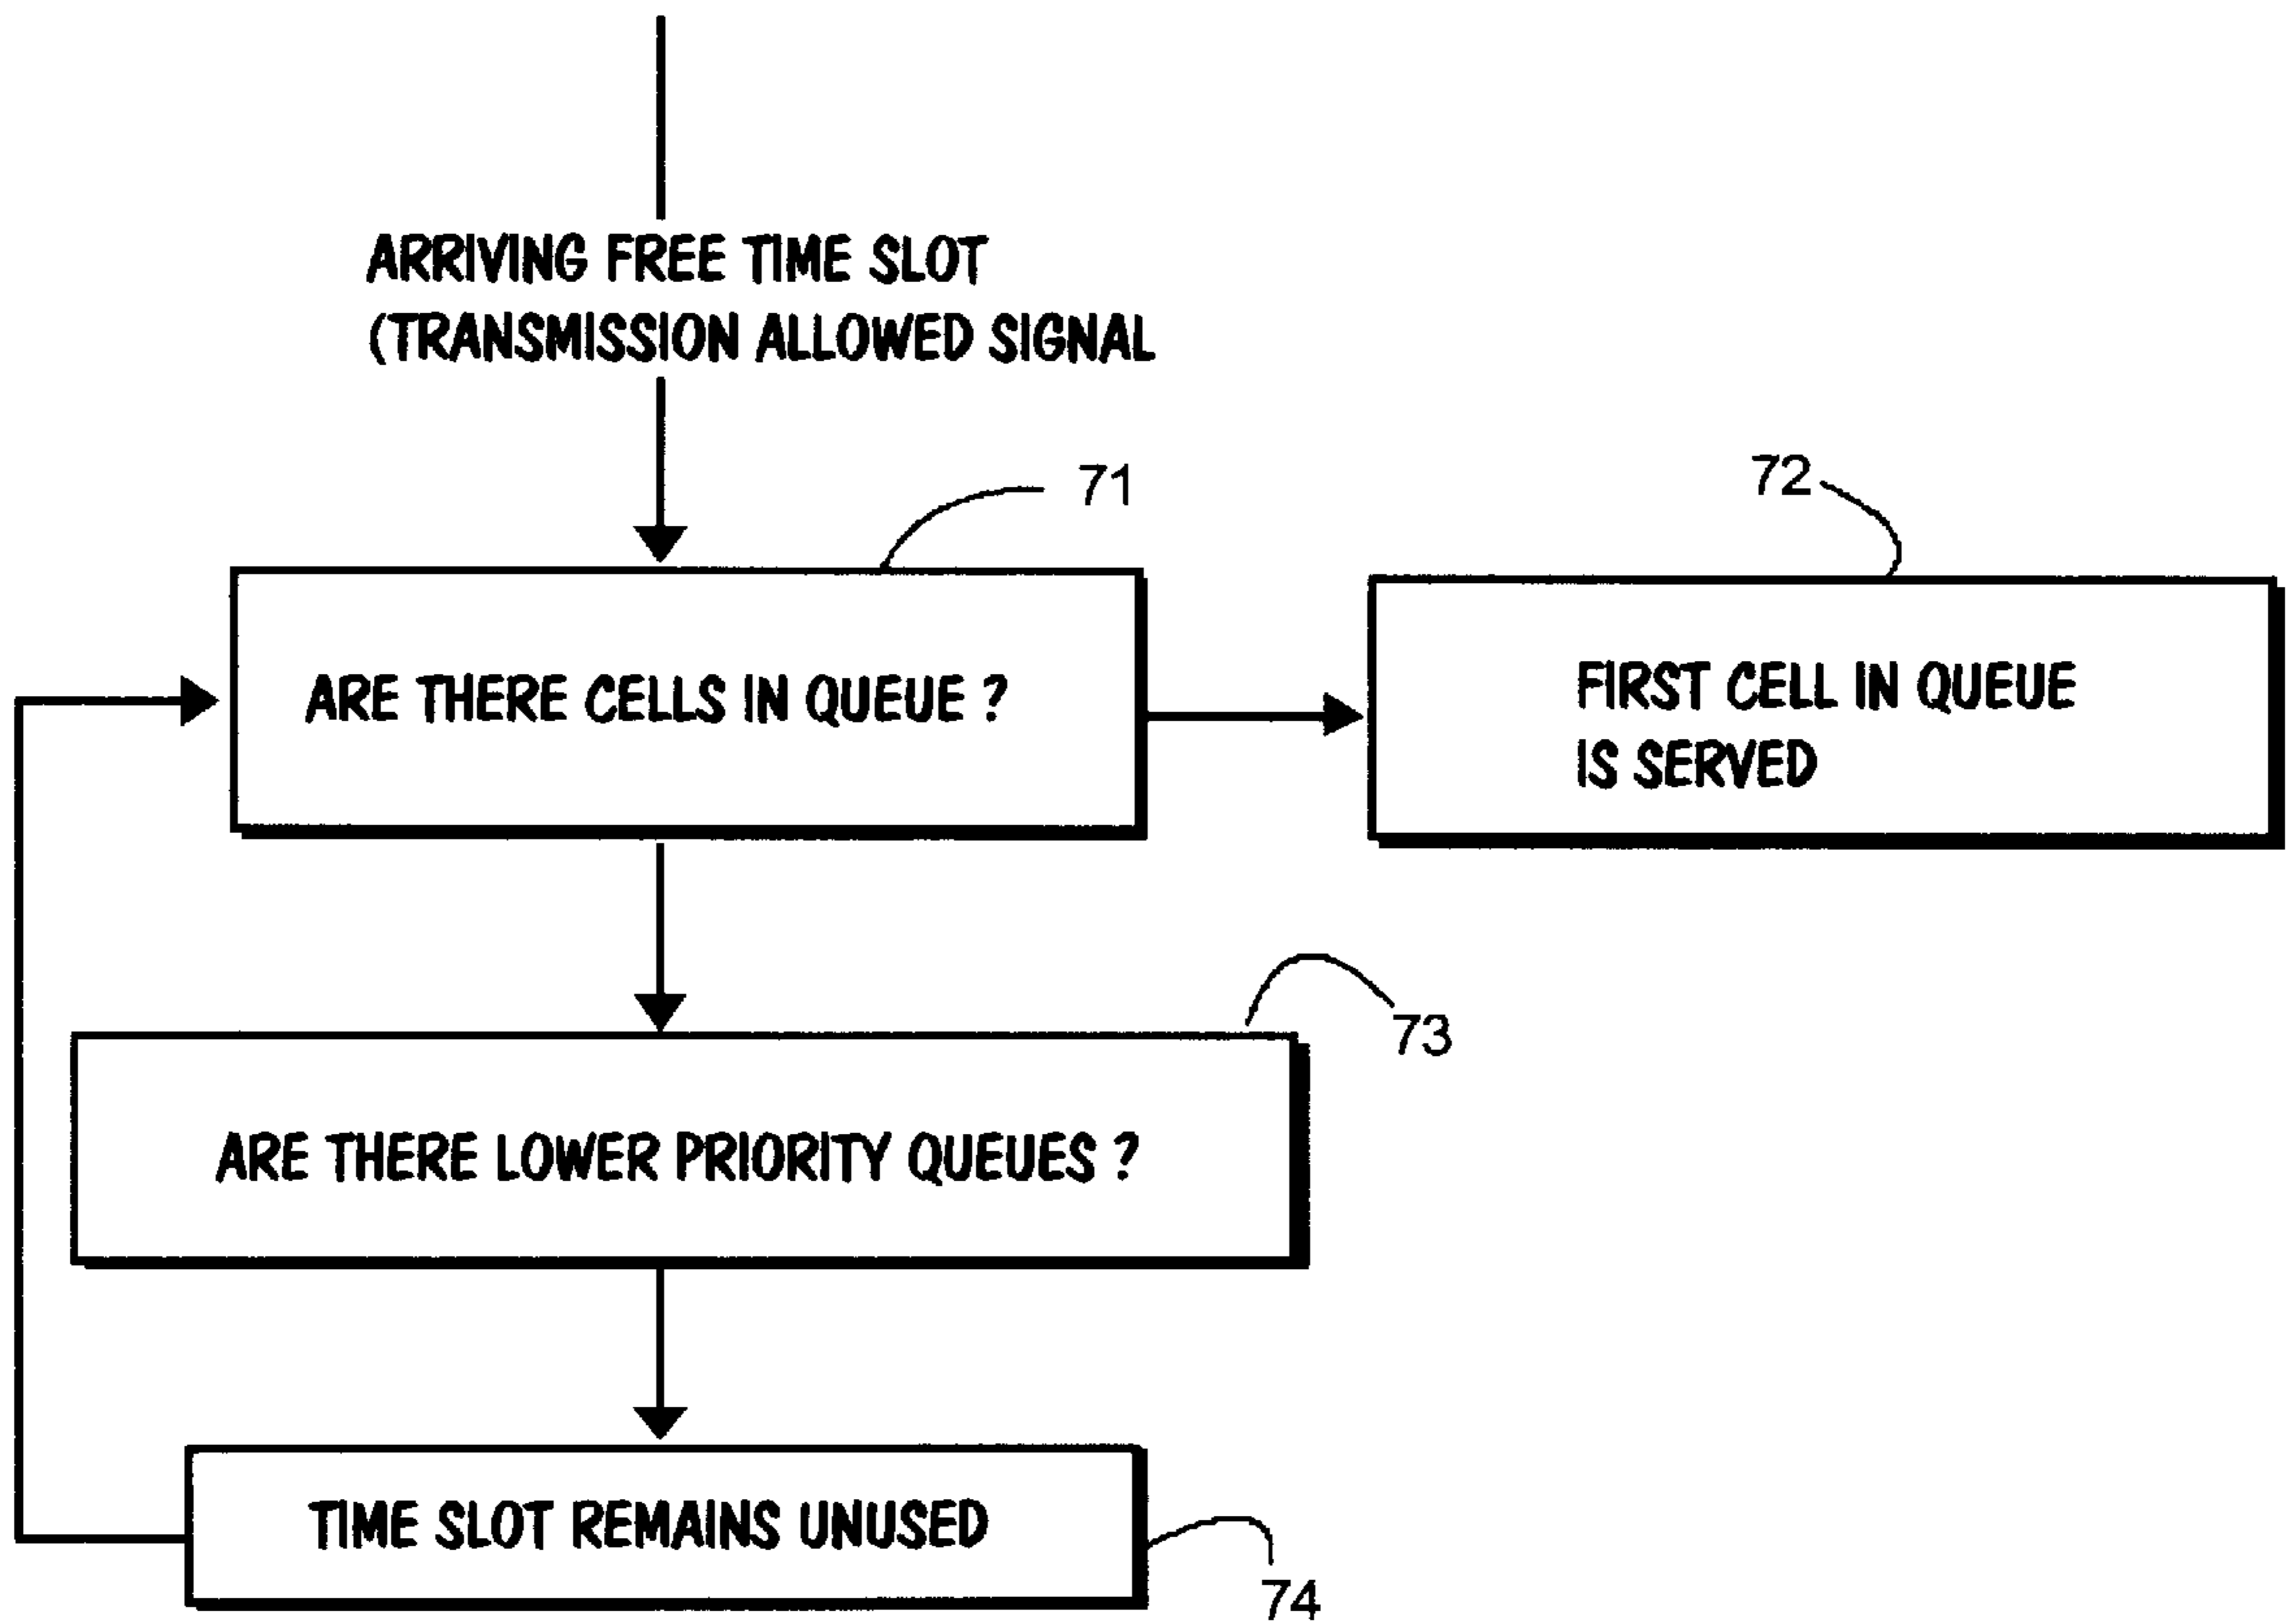 ARRIVING FREE TIME SLOT
(TRANSMISSION ALLOWED SIGNAL
71
72
ARE THERE CELLS IN QUEUE ?
FIRST CELL IN QUEUE
IS SERVED
73
ARE THERE LOWER PRIORITY QUEUES ?
TIME SLOT REMAINS UNUSED
74